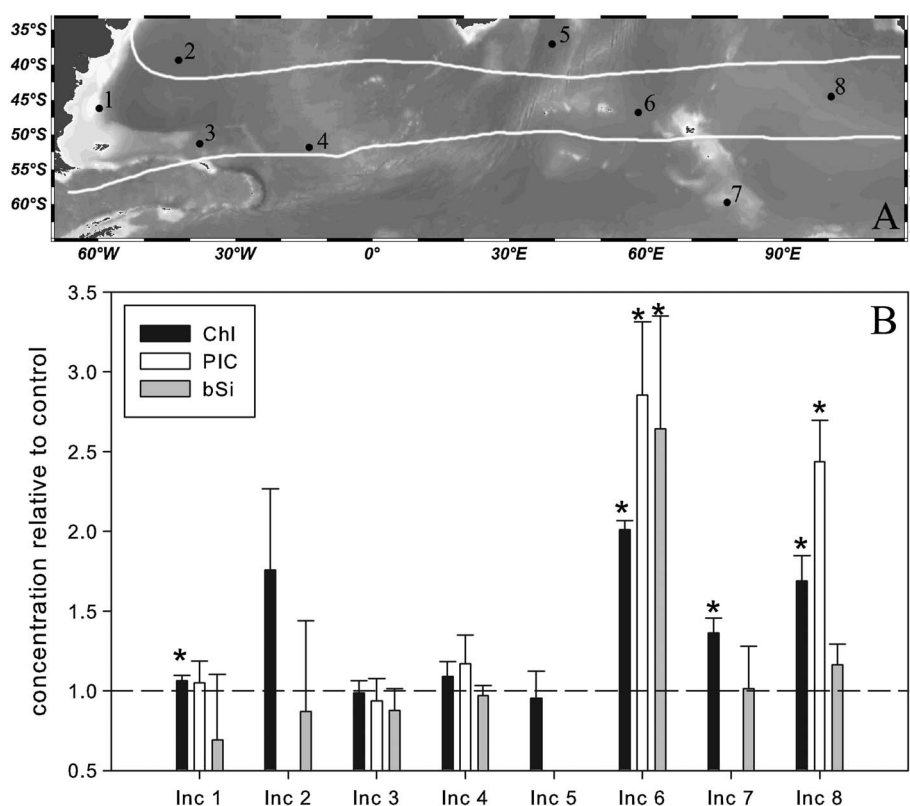 35°S
40°S
45°S
50°S
55°S
60°S
1
2
3
4
5
6
7
8
A
60°W
30°W
0°
30°E
60°E
90°E
B
concentration relative to control
3.5
3.0
2.5
2.0
1.5
1.0
0.5
Chl
PIC
bSi
*
* *
*
*
*
*
Inc 1
Inc 2
Inc 3
Inc 4
Inc 5
Inc 6
Inc 7
Inc 8